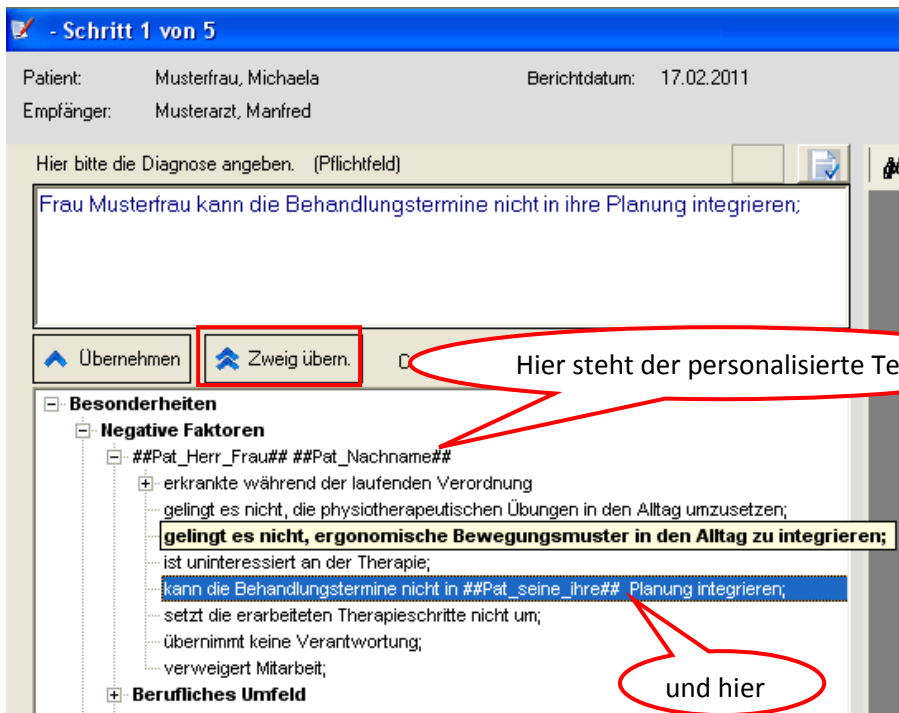 - Schritt 1 von 5
Patient: Musterfrau, Michaela Berichtdatum: 17.02.2011
Empfänger: Musterarzt, Manfred
Hier bitte die Diagnose angeben. (Pflichtfeld)
Frau Musterfrau kann die Behandlungstermine nicht in ihre Planung integrieren;
Übernehmen Zweig übern.
Hier steht der personalisierte
Besonderheiten
Negative Faktoren
##Pat_Herr_Frau## ##Pat_Nachname##
erkrankte während der laufenden Verordnung
gelingt es nicht, die physiotherapeutischen Übungen in den Alltag umzusetzen;
gelingt es nicht, ergonomische Bewegungsmuster in den Alltag zu integrieren;
ist uninteressiert an der Therapie;
kann die Behandlungstermine nicht in ##Pat_seine_ihre## Planung integrieren;
setzt die erarbeiteten Therapieschritte nicht um;
übernimmt keine Verantwortung;
verweigert Mitarbeit;
und hier
Berufliches Umfeld